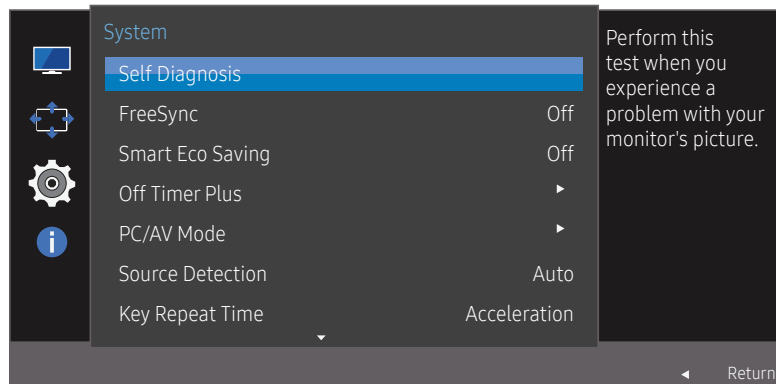 System
Self Diagnosis
FreeSync Off
Smart Eco Saving Off
Off Timer Plus
PC/AV Mode
Source Detection Auto
Key Repeat Time Acceleration
Perform this
test when you
experience a
problem with your
monitor's picture.
Return